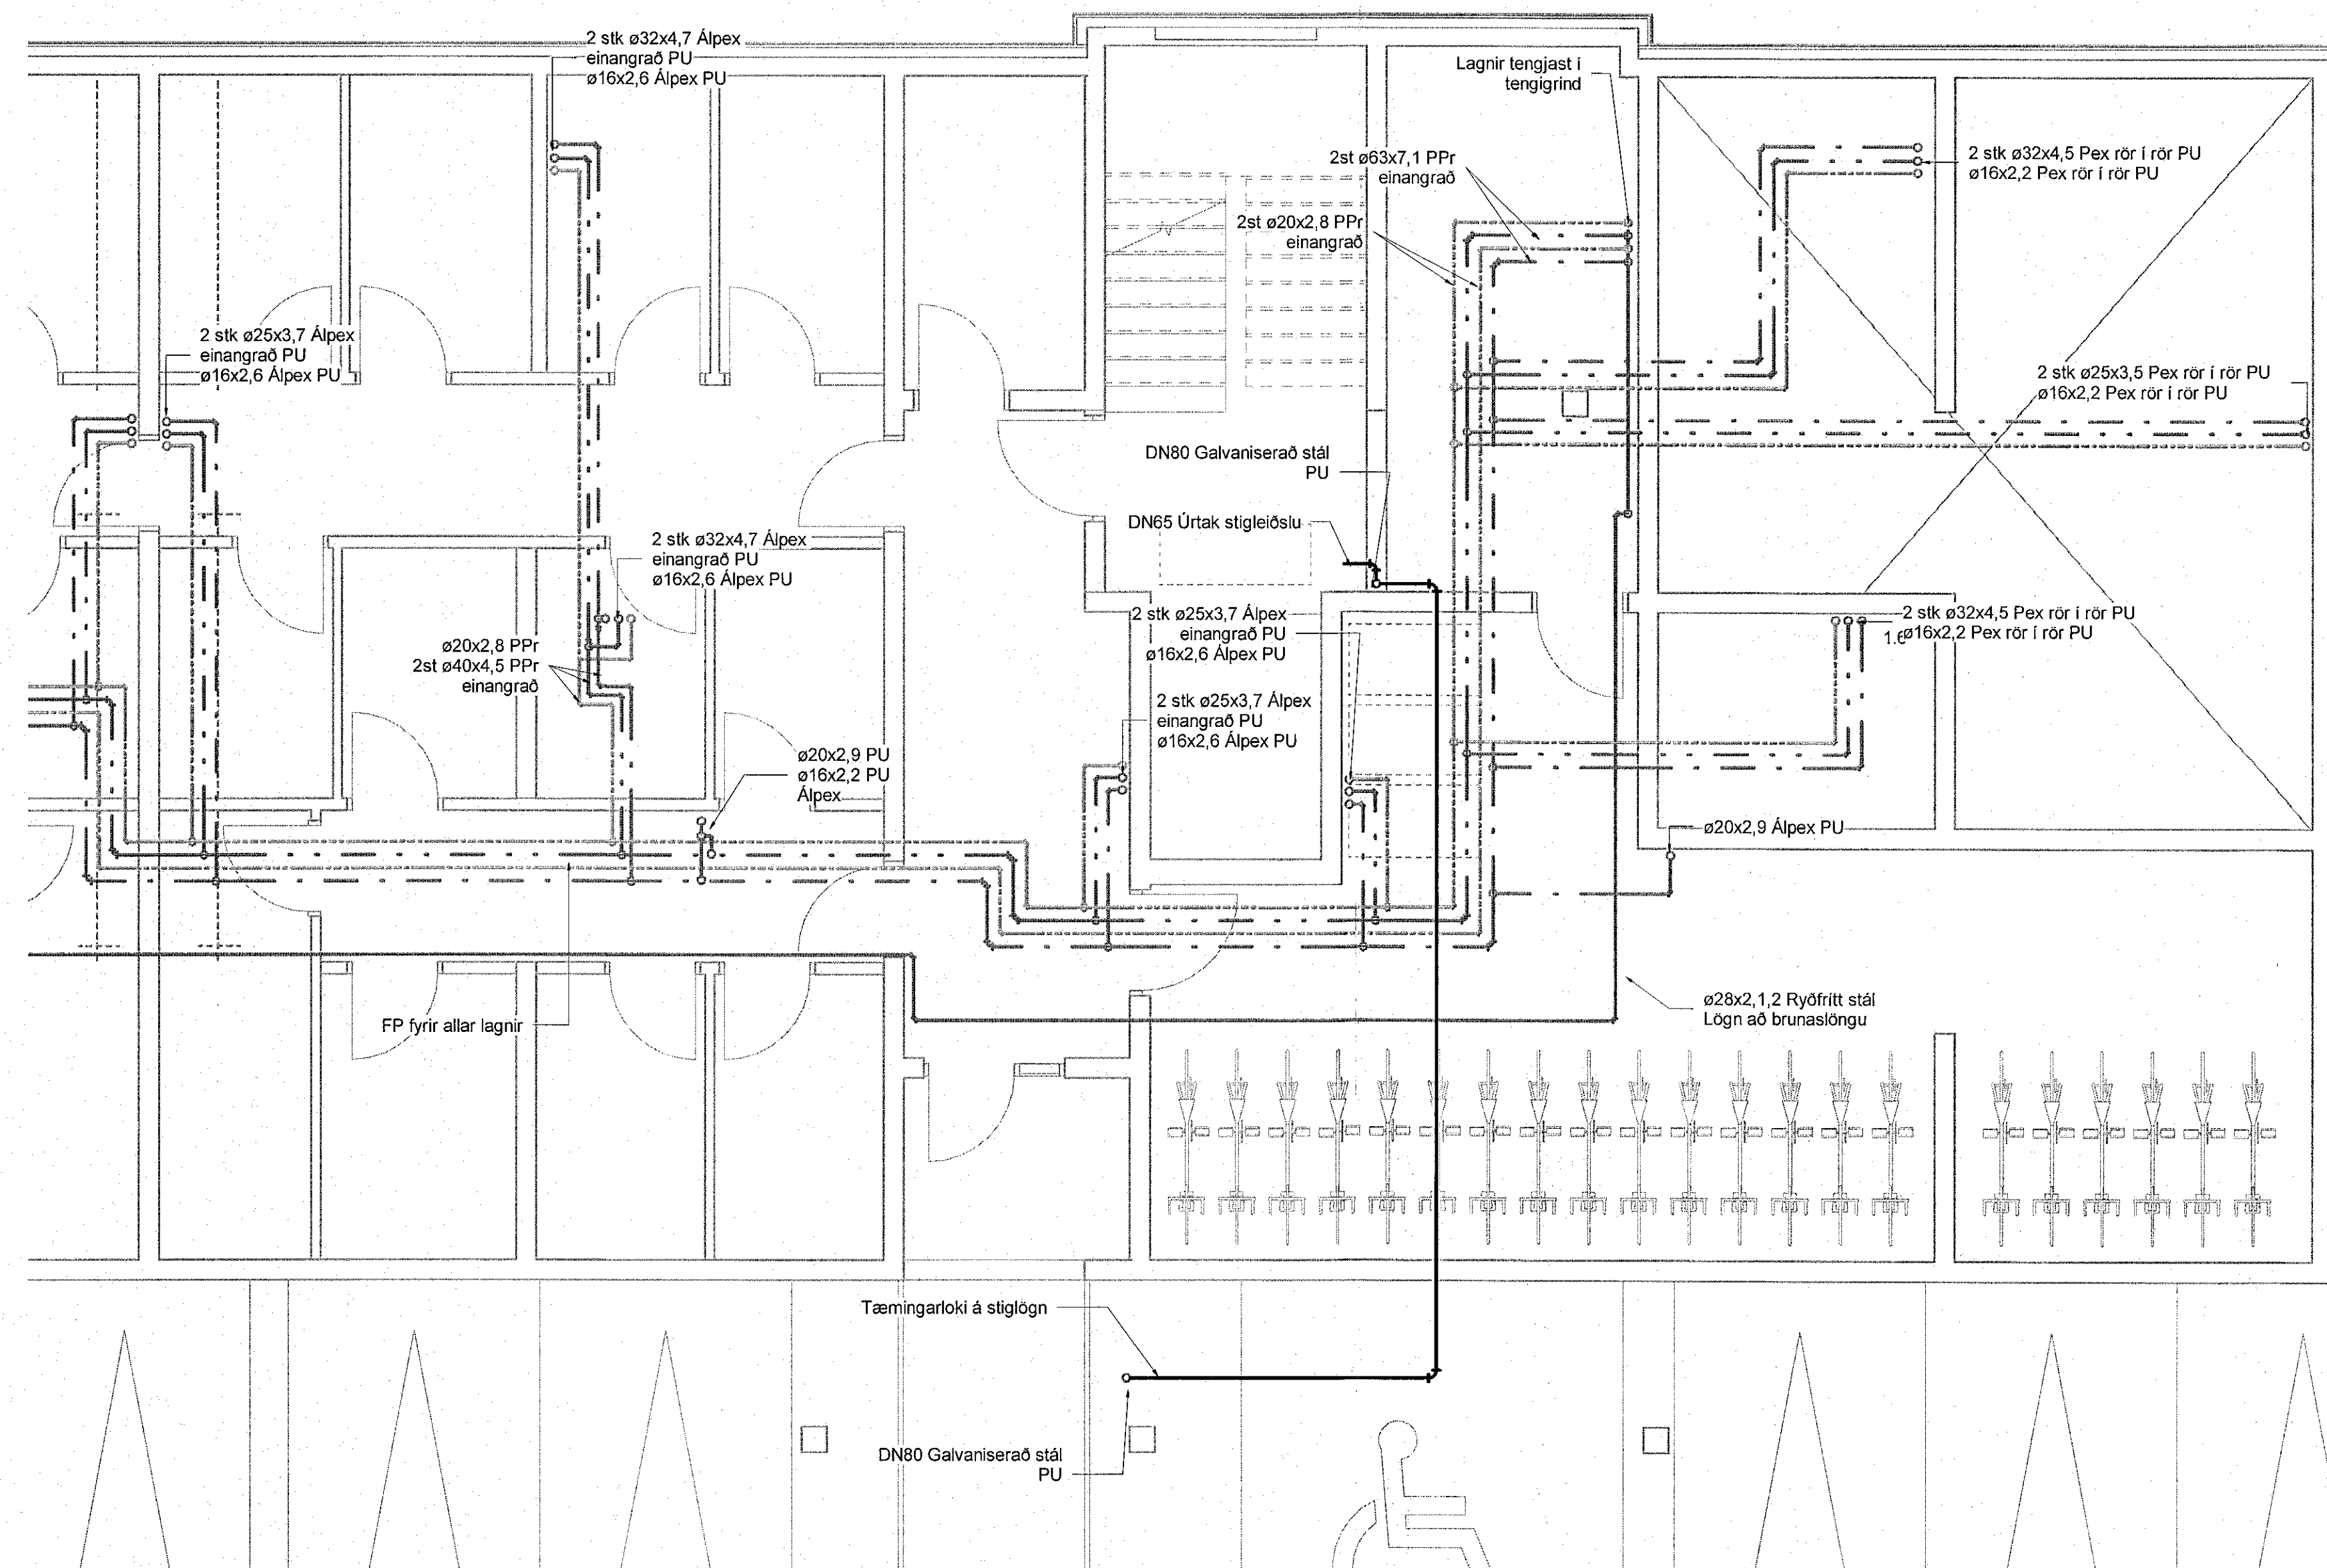 2 stk ø32x4,7 Álpex
einangrað PU
ø16x2,6 Álpex PU
Lagnir tengjast í
tengigrind
2st ø63x7,1 PPr
einangrað
2 stk ø32x4,5 Pex rör í rör PU
ø16x2,2 Pex rör í rör PU
2st ø20x2,8 PPr
einangrað
2 stk ø25x3,7 Álpex
einangrað PU
ø16x2,6 Álpex PU
2 stk ø25x3,5 Pex rör í rör PU
ø16x2,2 Pex rör í rör PU
DN80 Galvaniserað stál
PU
DN65 Úrtak stigleiðslu
2 stk ø32x4,7 Álpex
einangrað PU
ø16x2,6 Álpex PU
2 stk ø25x3,7 Álpex
einangrað PU
ø16x2,6 Álpex PU
2 stk ø32x4,5 Pex rör í rör PU
ø16x2,2 Pex rör í rör PU
ø20x2,8 PPr
2st ø40x4,5 PPr
einangrað
2 stk ø25x3,7 Álpex
einangrað PU
ø16x2,6 Álpex PU
ø20x2,9 PU
ø16x2,2 PU
Álpex
ø20x2,9 Álpex PU
FP fyrir allar lagnir
ø28x2,1,2 Ryðfrítt stál
Lögn að brunaslöngu
Tæmingarloki á stiglögn
DN80 Galvaniserað stál
PU